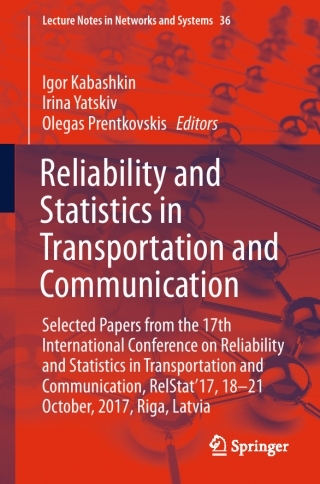 Lecture Notes in Networks and Systems 36
Igor Kabashkin
Irina Yatskiv
Olegas Prentkovskis Editors
Reliability and
Statistics in
Transportation and
Communication
Selected Papers from the 17th
International Conference on Reliability
and Statistics in Transportation and
Communication, RelStat'17, 18–21
October, 2017, Riga, Latvia
Springer